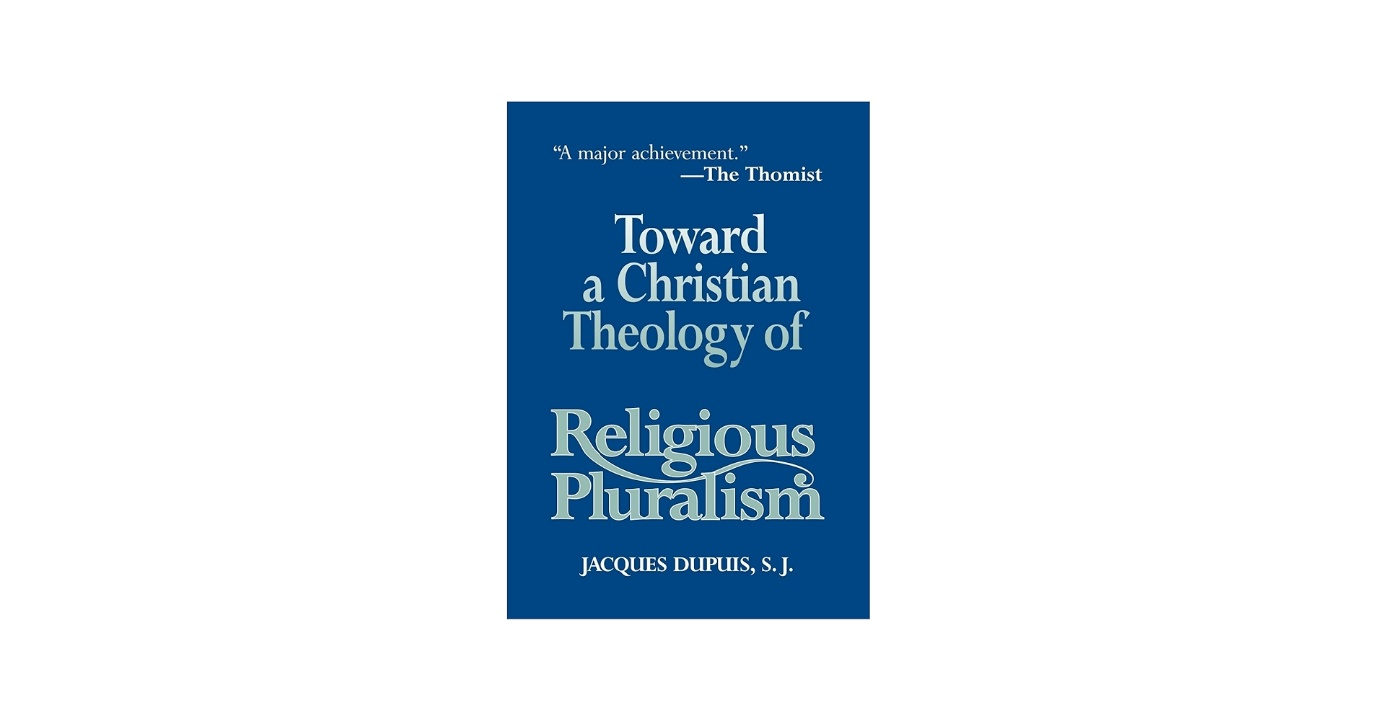 “A major achievement.”
—The Thomist
Toward
a Christian
Theology of
Religious
Pluralism
JACQUES DUPUIS, S. J.